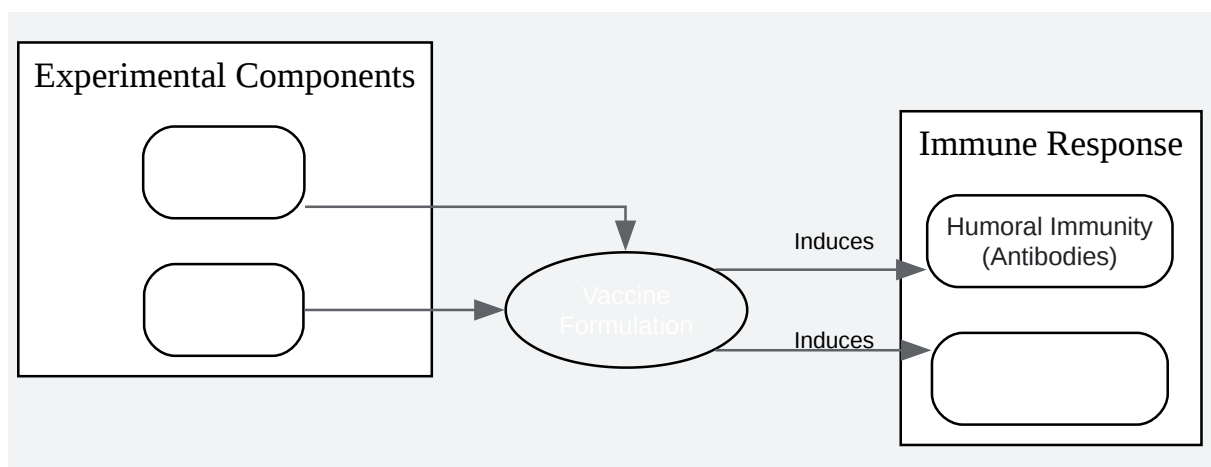 Experimental Components
Immune Response
Induces
Humoral Immunity
(Antibodies)
Vaccine
Formulation
Induces